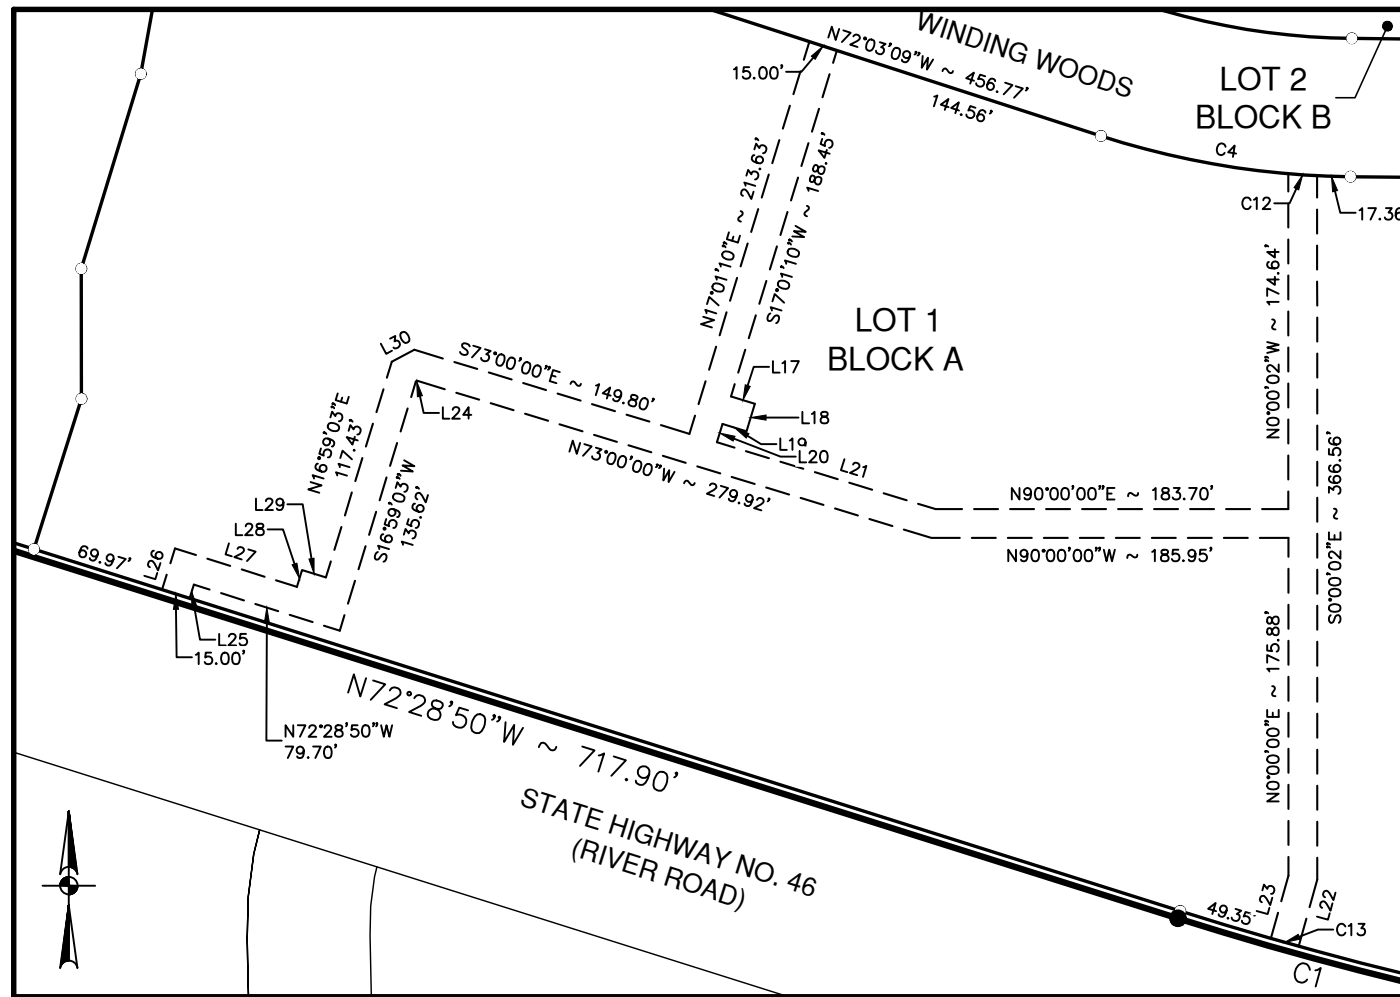 WINDING WOODS
N72°03'09"W ~ 456.77'
144.56'
15.00'
LOT 2
BLOCK B
C4
C12
17.36
N17°01'10"E ~ 213.63'
S17°01'10"W ~ 188.45'
N0°00'02"W ~ 174.64'
LOT 1
BLOCK A
L30
S73°00'00"E ~ 149.80'
L17
L18
L19
L20
L21
L24
N16°59'03"E
117.43'
S16°59'03"W
135.62'
N73°00'00"W ~ 279.92'
N90°00'00"E ~ 183.70'
N90°00'00"W ~ 185.95'
S0°00'02"E ~ 366.56'
L29
L28
L27
L26
69.97'
L25
15.00'
N72°28'50"W
79.70'
N0°00'00"E ~ 175.88'
N72°28'50"W ~ 717.90'
STATE HIGHWAY NO. 46
(RIVER ROAD)
49.35'
L23
L22
C13
C1